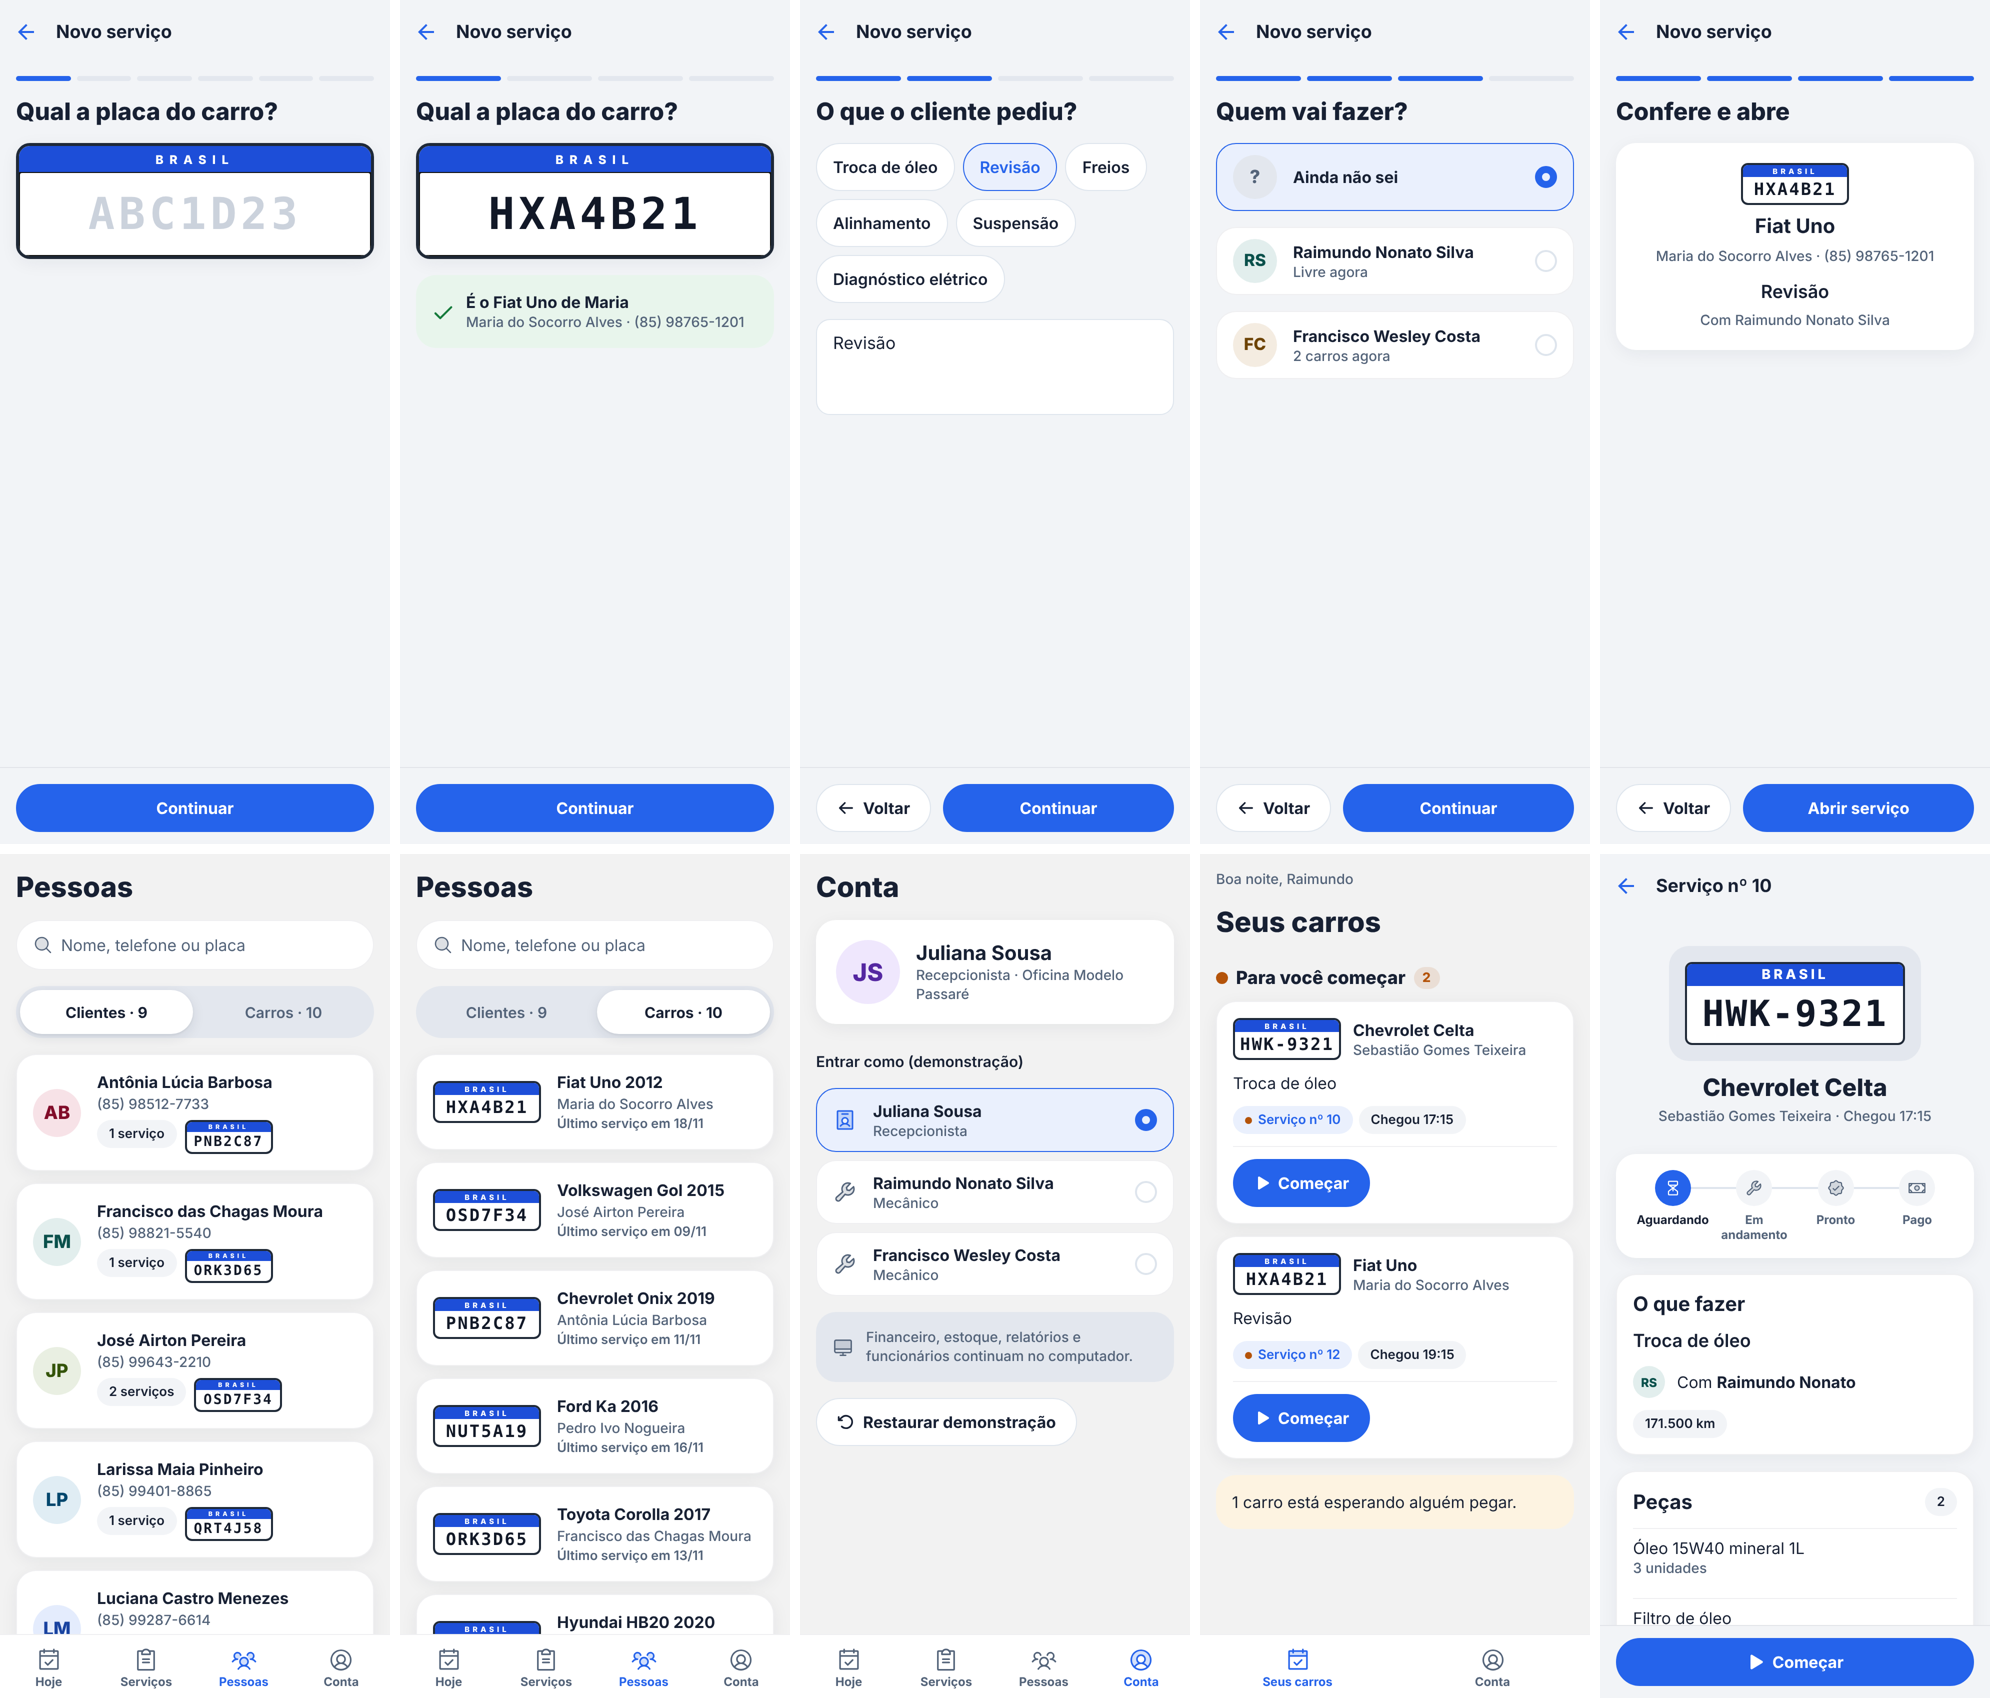 Novo serviço
Qual a placa do carro?
BRASIL
ABC1D23
Continuar
Novo serviço
Qual a placa do carro?
BRASIL
HXA4B21
É o Fiat Uno de Maria
Maria do Socorro Alves · (85) 98765-1201
Continuar
Novo serviço
O que o cliente pediu?
Troca de óleo
Revisão
Freios
Alinhamento
Suspensão
Diagnóstico elétrico
Revisão
Voltar
Continuar
Novo serviço
Quem vai fazer?
?
Ainda não sei
RS
Raimundo Nonato Silva
Livre agora
FC
Francisco Wesley Costa
2 carros agora
Voltar
Continuar
Novo serviço
Confere e abre
BRASIL
HXA4B21
Fiat Uno
Maria do Socorro Alves · (85) 98765-1201
Revisão
Com Raimundo Nonato Silva
Voltar
Abrir serviço
Pessoas
Nome, telefone ou placa
Clientes · 9
Carros · 10
AB
Antônia Lúcia Barbosa
(85) 98512-7733
1 serviço
BRASIL
PNB2C87
FM
Francisco das Chagas Moura
(85) 98821-5540
1 serviço
BRASIL
ORK3D65
JP
José Airton Pereira
(85) 99643-2210
2 serviços
BRASIL
OSD7F34
LP
Larissa Maia Pinheiro
(85) 99401-8865
1 serviço
BRASIL
QRT4J58
LM
Luciana Castro Menezes
(85) 99287-6614
Hoje
Serviços
Pessoas
Conta
Pessoas
Nome, telefone ou placa
Clientes · 9
Carros · 10
BRASIL
HXA4B21
Fiat Uno 2012
Maria do Socorro Alves
Último serviço em 18/11
BRASIL
OSD7F34
Volkswagen Gol 2015
José Airton Pereira
Último serviço em 09/11
BRASIL
PNB2C87
Chevrolet Onix 2019
Antônia Lúcia Barbosa
Último serviço em 11/11
BRASIL
NUT5A19
Ford Ka 2016
Pedro Ivo Nogueira
Último serviço em 16/11
BRASIL
ORK3D65
Toyota Corolla 2017
Francisco das Chagas Moura
Último serviço em 13/11
BRASIL
Hyundai HB20 2020
Hoje
Serviços
Pessoas
Conta
Conta
JS
Juliana Sousa
Recepcionista · Oficina Modelo
Passaré
Entrar como (demonstração)
Juliana Sousa
Recepcionista
Raimundo Nonato Silva
Mecânico
Francisco Wesley Costa
Mecânico
Financeiro, estoque, relatórios e
funcionários continuam no computador.
Restaurar demonstração
Hoje
Serviços
Pessoas
Conta
Boa noite, Raimundo
Seus carros
Para você começar 2
BRASIL
HWK-9321
Chevrolet Celta
Sebastião Gomes Teixeira
Troca de óleo
Serviço nº 10
Chegou 17:15
Começar
BRASIL
HXA4B21
Fiat Uno
Maria do Socorro Alves
Revisão
Serviço nº 12
Chegou 19:15
Começar
1 carro está esperando alguém pegar.
Seus carros
Conta
Serviço nº 10
BRASIL
HWK-9321
Chevrolet Celta
Sebastião Gomes Teixeira · Chegou 17:15
Aguardando
Em
andamento
Pronto
Pago
O que fazer
Troca de óleo
RS
Com Raimundo Nonato
171.500 km
Peças
2
Óleo 15W40 mineral 1L
3 unidades
Filtro de óleo
Começar